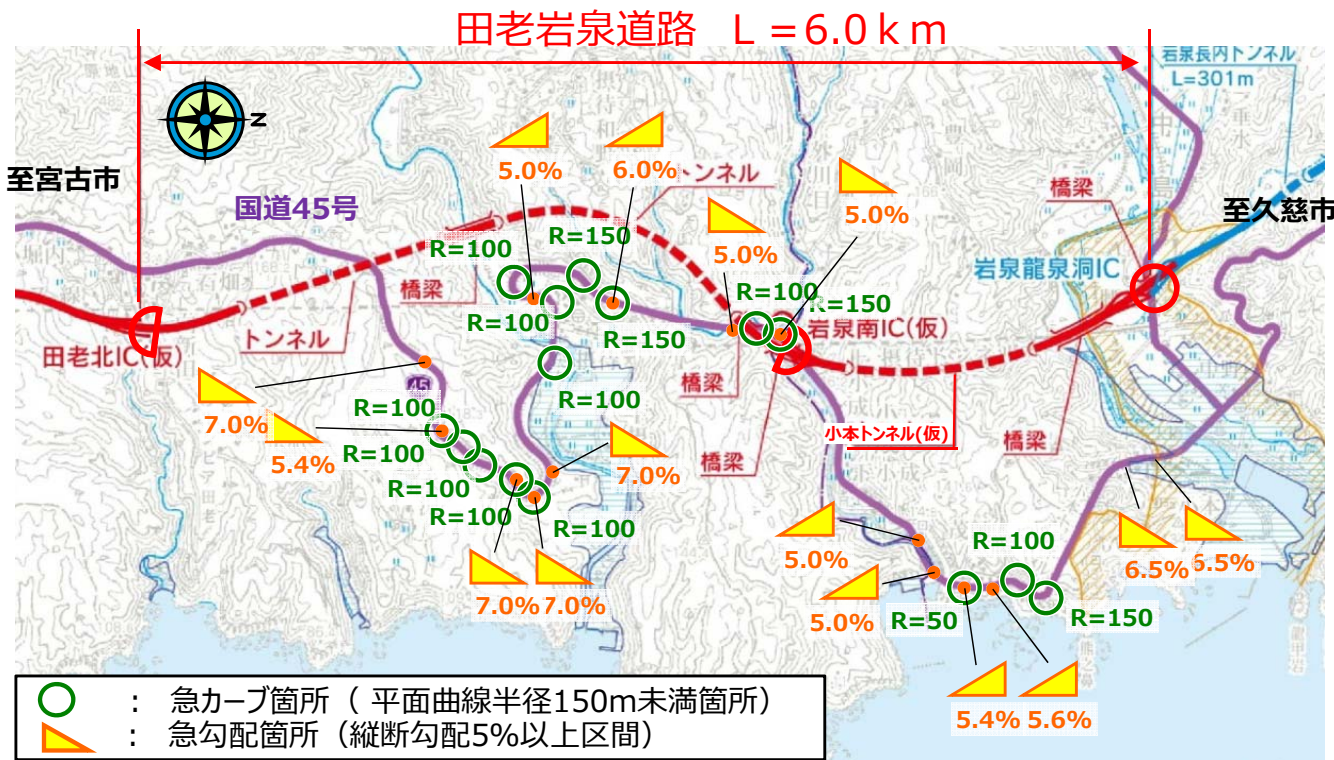 田老岩泉道路 L=6.0km
岩泉長内トンネル
L=301m
N
至宮古市
国道45号
5.0%
6.0%
トンネル
5.0%
5.0%
橋梁
至久慈市
R=100
R=150
橋梁
R=100
R=150
R=100
R=150
岩泉龍泉洞IC
岩泉南IC(仮)
田老北IC(仮)
トンネル
橋梁
R=100
45
7.0%
5.4%
R=100
R=100
R=100
R=100
R=100
7.0%
小本トンネル(仮)
橋梁
橋梁
7.0%
7.0%
5.0%
5.0%
R=100
R=50
R=150
6.5%
6.5%
5.4%
5.6%
: 急カーブ箇所（ 平面曲線半径150m未満箇所）
: 急勾配箇所（縦断勾配5%以上区間）